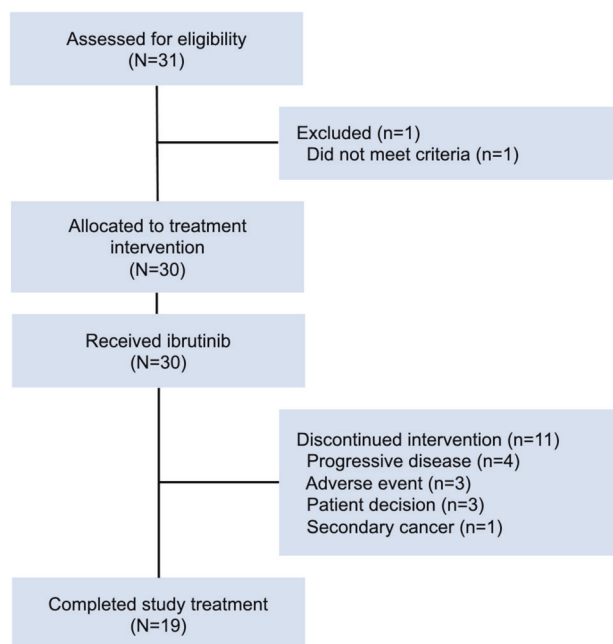 Assessed for eligibility
(N=31)
Excluded (n=1)
Did not meet criteria (n=1)
Allocated to treatment
intervention
(N=30)
Received ibrutinib
(N=30)
Discontinued intervention (n=11)
Progressive disease (n=4)
Adverse event (n=3)
Patient decision (n=3)
Secondary cancer (n=1)
Completed study treatment
(N=19)